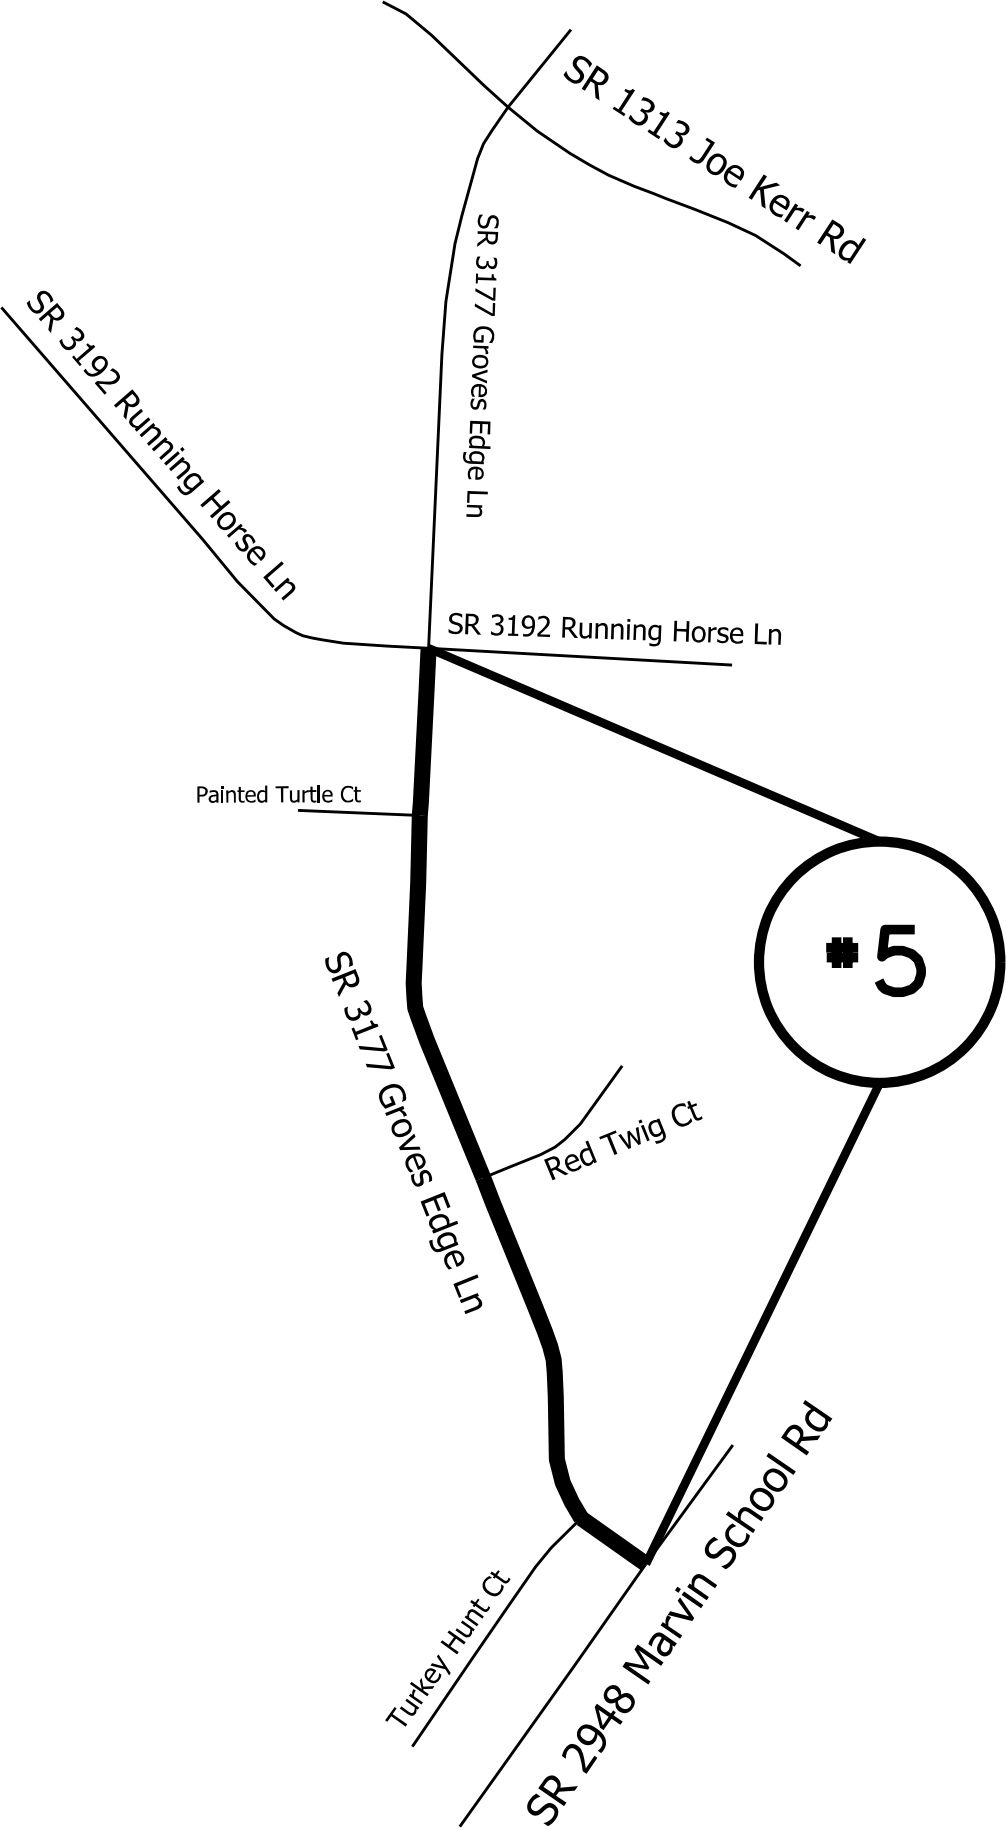 SR 1313 Joe Kerr Rd
SR 3177 Groves Edge Ln
SR 3192 Running Horse Ln
SR 3192 Running Horse Ln
Painted Turtle Ct
#5
SR 3177 Groves Edge Ln
Red Twig Ct
SR 2948 Marvin School Rd
Turkey Hunt Ct